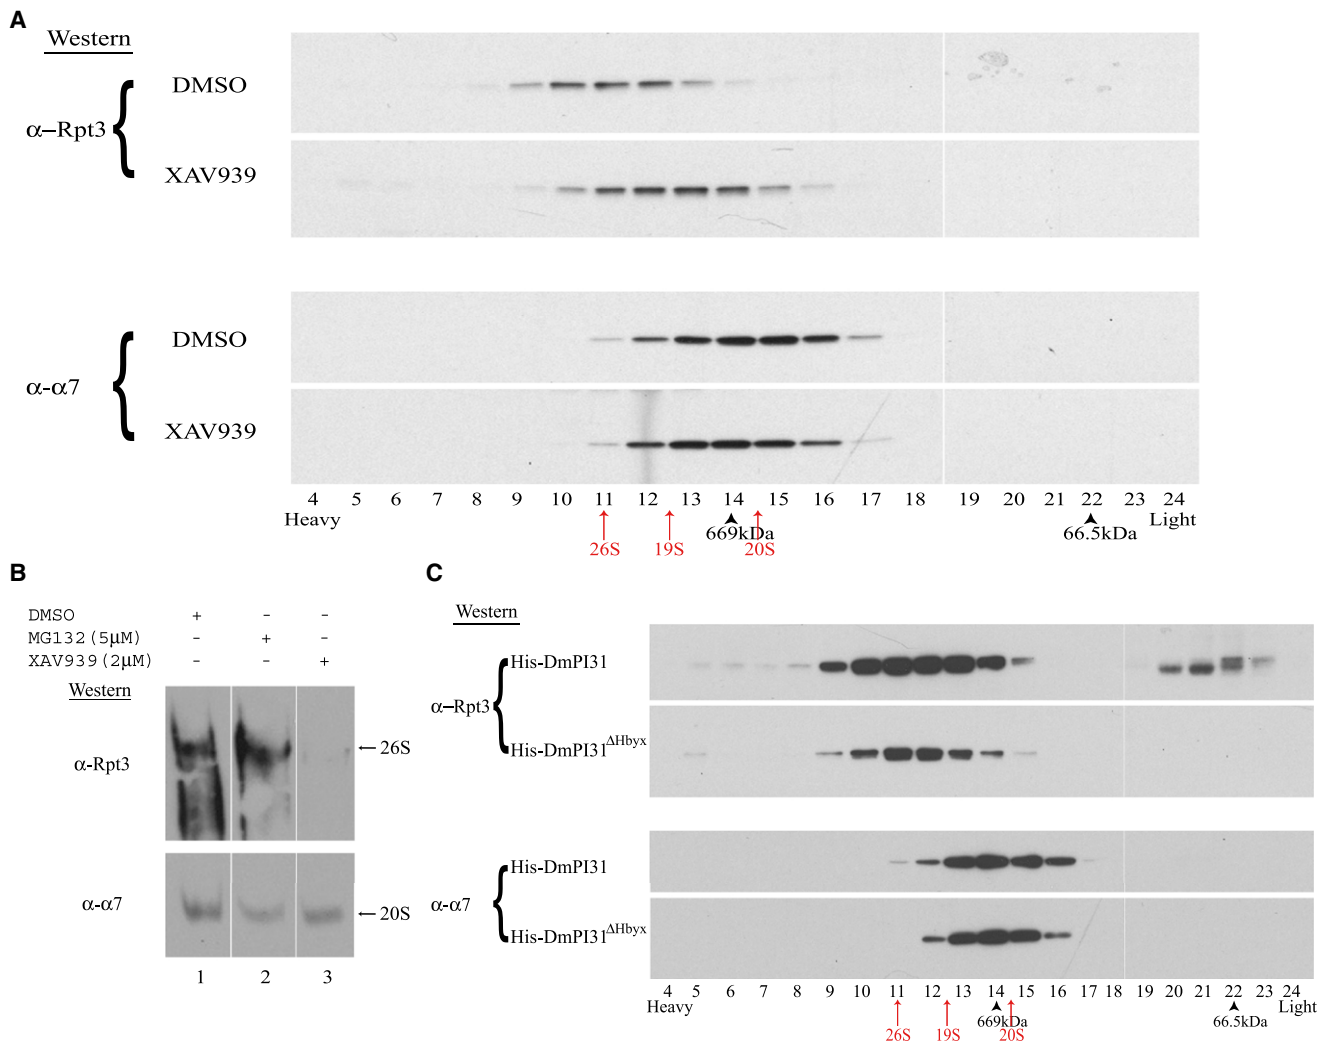 A
Western
α–Rpt3
DMSO
XAV939
α-α7
DMSO
XAV939
4 5 6 7 8 9 10 11 12 13 14 15 16 17 18 19 20 21 22 23 24
Heavy 669kDa 66.5kDa Light
26S 19S 20S
B
DMSO + - -
MG132(5μM) - + -
XAV939(2μM) - - +
Western
α-Rpt3
←26S
α-α7
←20S
1 2 3
C
Western
α–Rpt3
His-DmPI31
His-DmPI31ΔHbyx
α-α7
His-DmPI31
His-DmPI31ΔHbyx
4 5 6 7 8 9 10 11 12 13 14 15 16 17 18 19 20 21 22 23 24
Heavy 669kDa 66.5kDa Light
26S 19S 20S